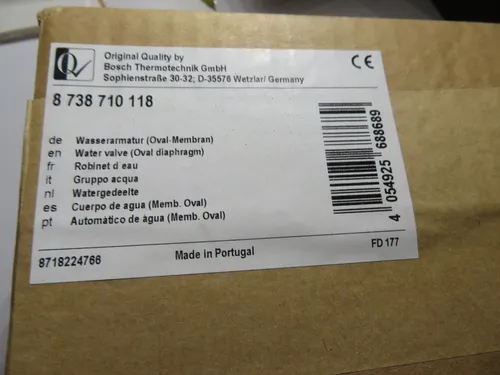 Original Quality by
Bosch Thermotechnik GmbH
Sophienstraße 30-32; D-35576 Wetzlar/ Germany
CE
8 738 710 118
de Wasserarmatur (Oval-Membran)
en Water valve (Oval diaphragm)
fr Robinet d eau
it Gruppo acqua
nl Watergedeelte
es Cuerpo de agua (Memb. Oval)
pt Automático de água (Memb. Oval)
4 054925 688689
8718224766
Made in Portugal
FD 177